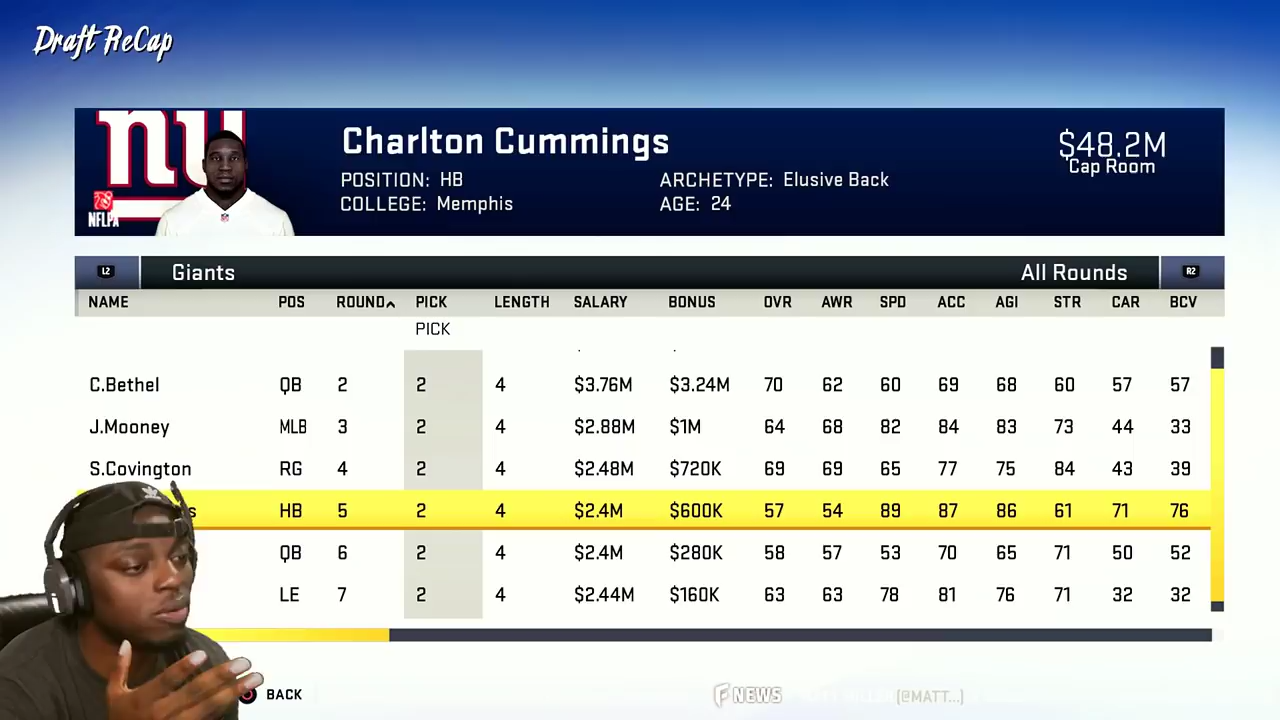 Draft ReCap
ny
NFLPA
Charlton Cummings
POSITION: HB
COLLEGE: Memphis
ARCHETYPE: Elusive Back
AGE: 24
$48.2M
Cap Room
L2 Giants All Rounds R2
NAME POS ROUND PICK LENGTH SALARY BONUS OVR AWR SPD ACC AGI STR CAR BCV
PICK
C.Bethel QB 2 2 4 $3.76M $3.24M 70 62 60 69 68 60 57 57
J.Mooney MLB 3 2 4 $2.88M $1M 64 68 82 84 83 73 44 33
S.Covington RG 4 2 4 $2.48M $720K 69 69 65 77 75 84 43 39
HB 5 2 4 $2.4M $600K 57 54 89 87 86 61 71 76
QB 6 2 4 $2.4M $280K 58 57 53 70 65 71 50 52
LE 7 2 4 $2.44M $160K 63 63 78 81 76 71 32 32
BACK
NEWS (@MATT...)